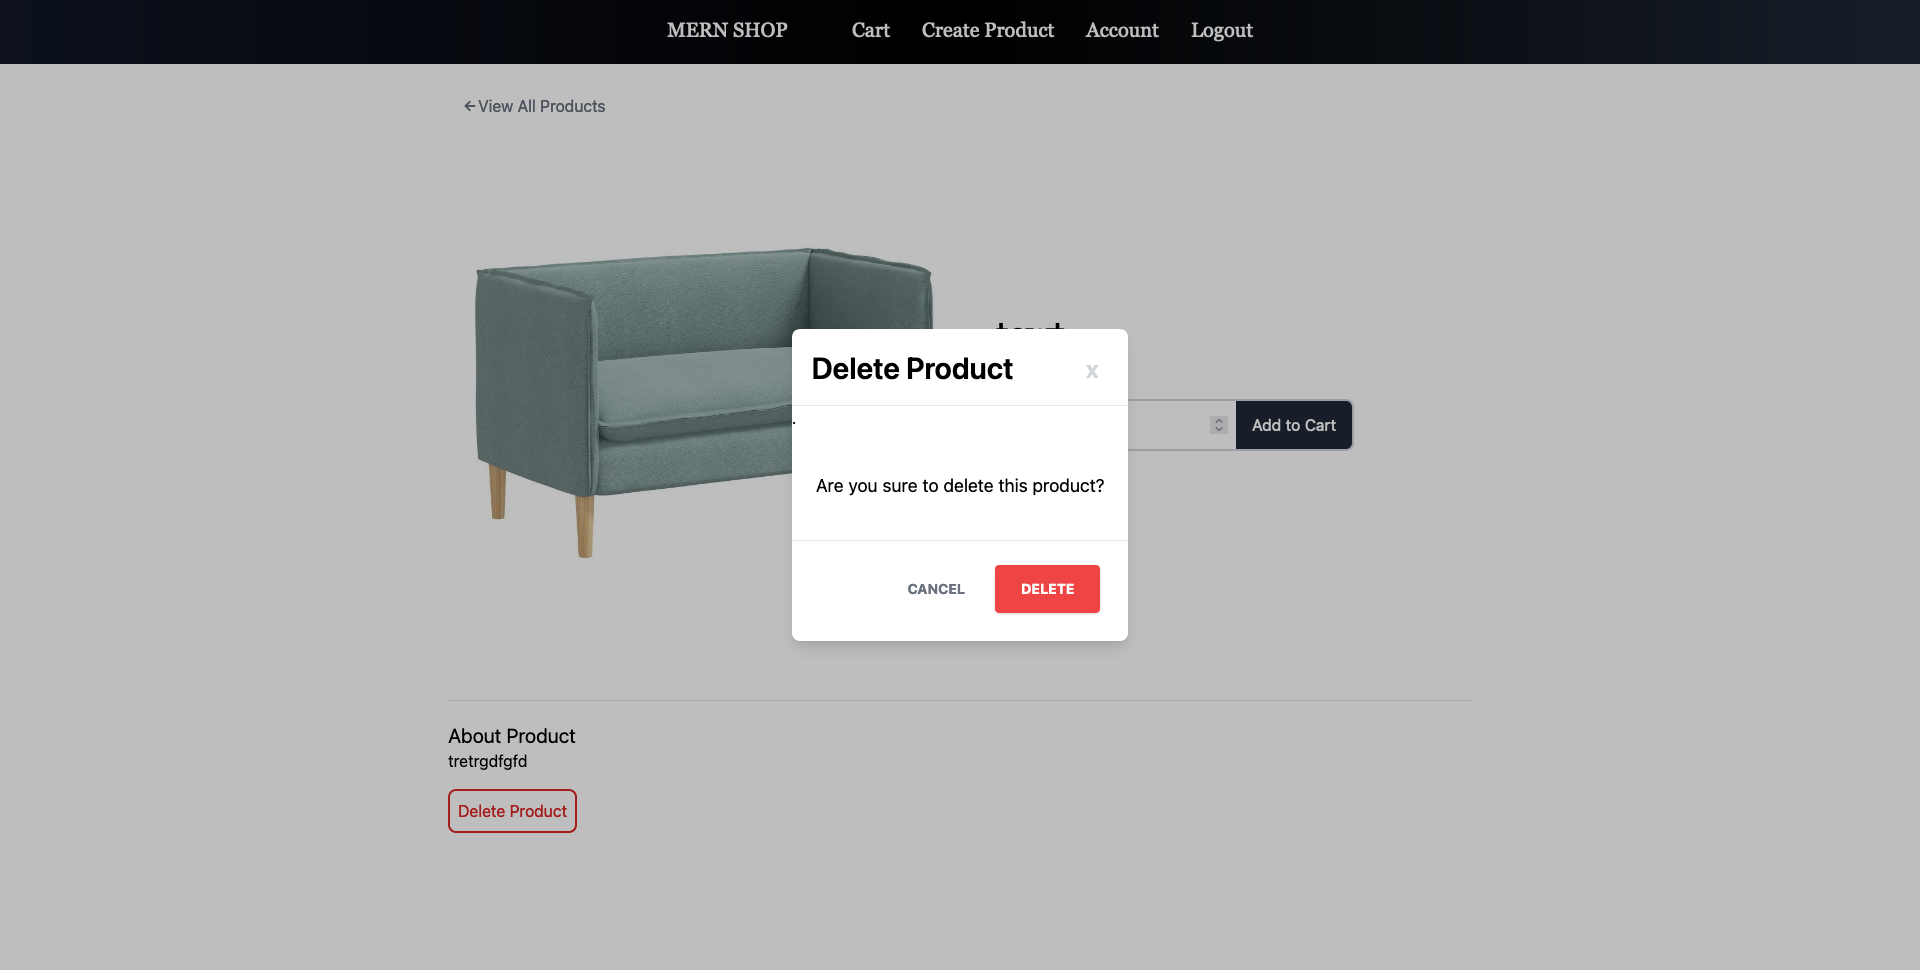 MERN SHOP Cart Create Product Account Logout
←View All Products
Delete Product x
.
Add to Cart
Are you sure to delete this product?
CANCEL DELETE
About Product
tretrgdfgfd
Delete Product